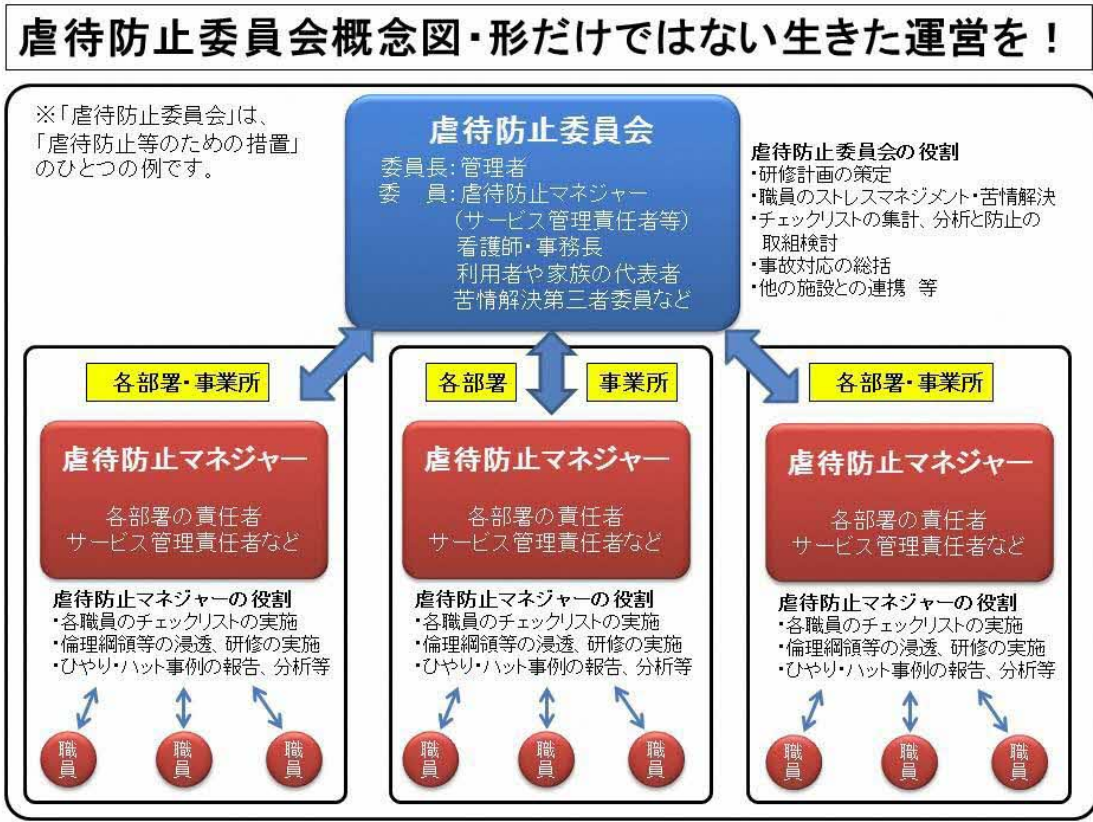 虐待防止委員会概念図・形だけではない生きた運営を！
※「虐待防止委員会」は、
「虐待防止等のための措置」
のひとつの例です。
虐待防止委員会
委員長：管理者
委　員：虐待防止マネジャー
（サービス管理責任者等）
看護師・事務長
利用者や家族の代表者
苦情解決第三者委員など
虐待防止委員会の役割
・研修計画の策定
・職員のストレスマネジメント・苦情解決
・チェックリストの集計、分析と防止の
取組検討
・事故対応の総括
・他の施設との連携　等
各部署・事業所
虐待防止マネジャー
各部署の責任者
サービス管理責任者など
虐待防止マネジャーの役割
・各職員のチェックリストの実施
・倫理綱領等の浸透、研修の実施
・ひやり・ハット事例の報告、分析等
職員
職員
職員
各部署
事業所
虐待防止マネジャー
各部署の責任者
サービス管理責任者など
虐待防止マネジャーの役割
・各職員のチェックリストの実施
・倫理綱領等の浸透、研修の実施
・ひやり・ハット事例の報告、分析等
職員
職員
職員
各部署・事業所
虐待防止マネジャー
各部署の責任者
サービス管理責任者など
虐待防止マネジャーの役割
・各職員のチェックリストの実施
・倫理綱領等の浸透、研修の実施
・ひやり・ハット事例の報告、分析等
職員
職員
職員